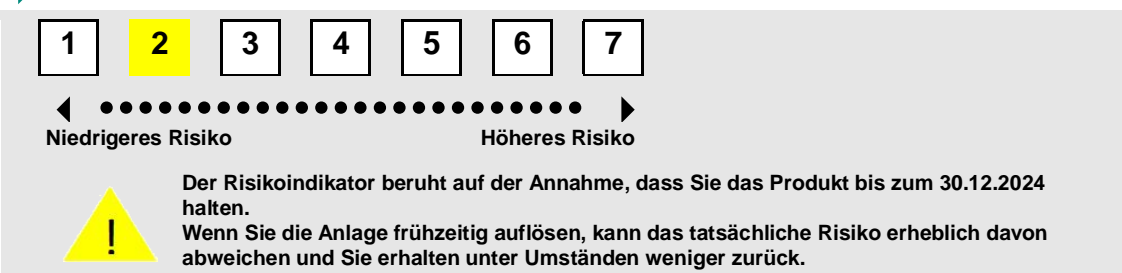 1 2 3 4 5 6 7
Niedrigeres Risiko Höheres Risiko
Der Risikoindikator beruht auf der Annahme, dass Sie das Produkt bis zum 30.12.2024
halten.
Wenn Sie die Anlage frühzeitig auflösen, kann das tatsächliche Risiko erheblich davon
abweichen und Sie erhalten unter Umständen weniger zurück.
!